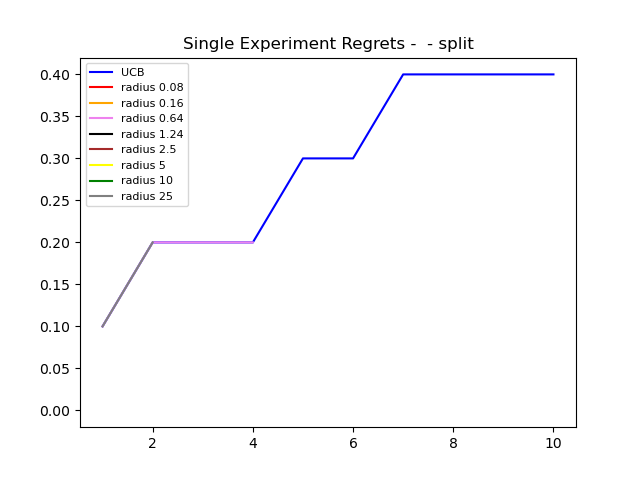 Single Experiment Regrets -  - split
UCB
radius 0.08
radius 0.16
radius 0.64
radius 1.24
radius 2.5
radius 5
radius 10
radius 25
0.40
0.35
0.30
0.25
0.20
0.15
0.10
0.05
0.00
2 4 6 8 10